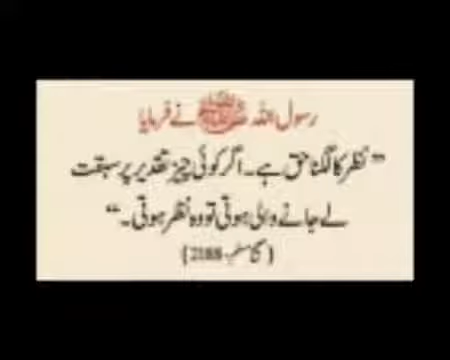 رسول اللہ ﷺ نے فرمایا
” نظر کا لگنا حق ہے۔ اگر کوئی چیز تقدیر پر سبقت
لے جانے والی ہوتی تو وہ نظر ہوتی۔ “
(صحیح مسلم-2188)